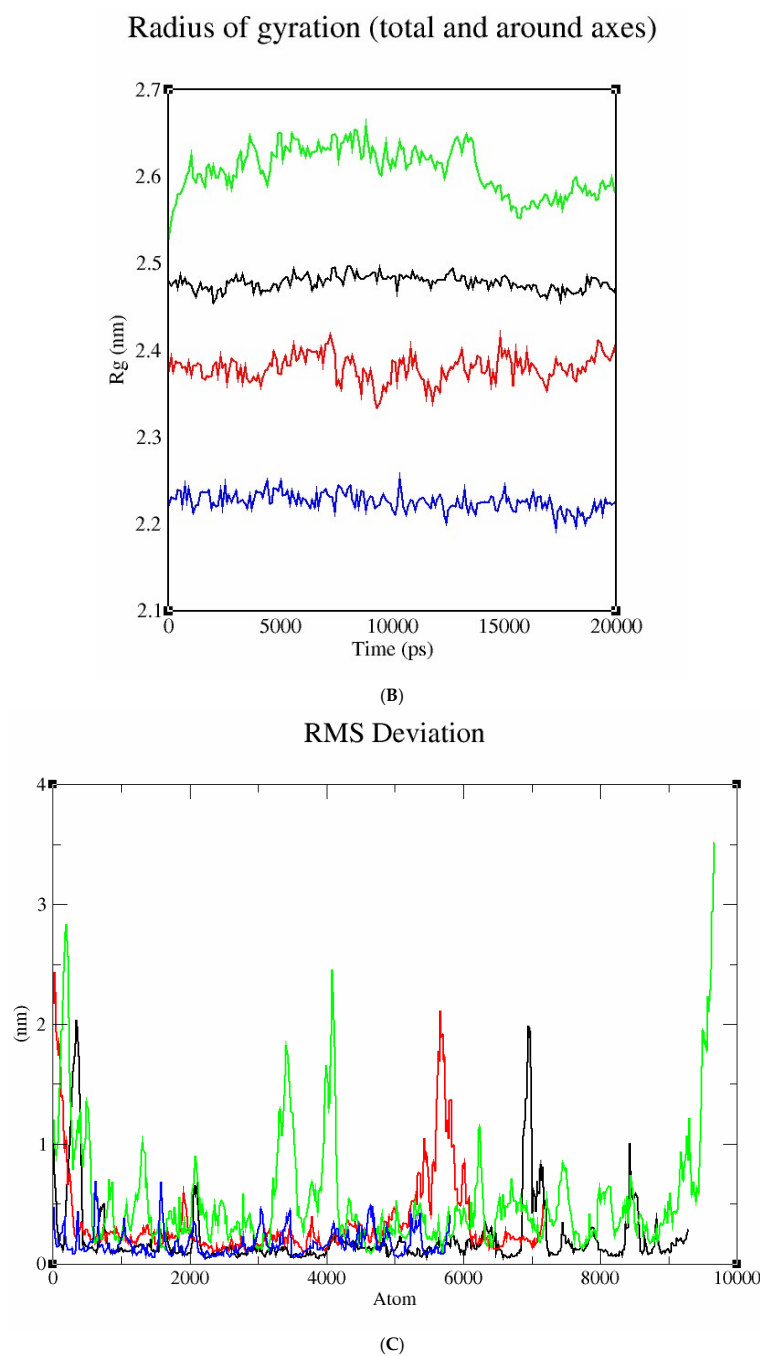 Radius of gyration (total and around axes)
2.7
2.6
2.5
2.4
2.3
2.2
2.1
Rg (nm)
0 5000 10000 15000 20000
Time (ps)
(B)
RMS Deviation
4
3
2
1
0
(nm)
0 2000 4000 6000 8000 10000
Atom
(C)